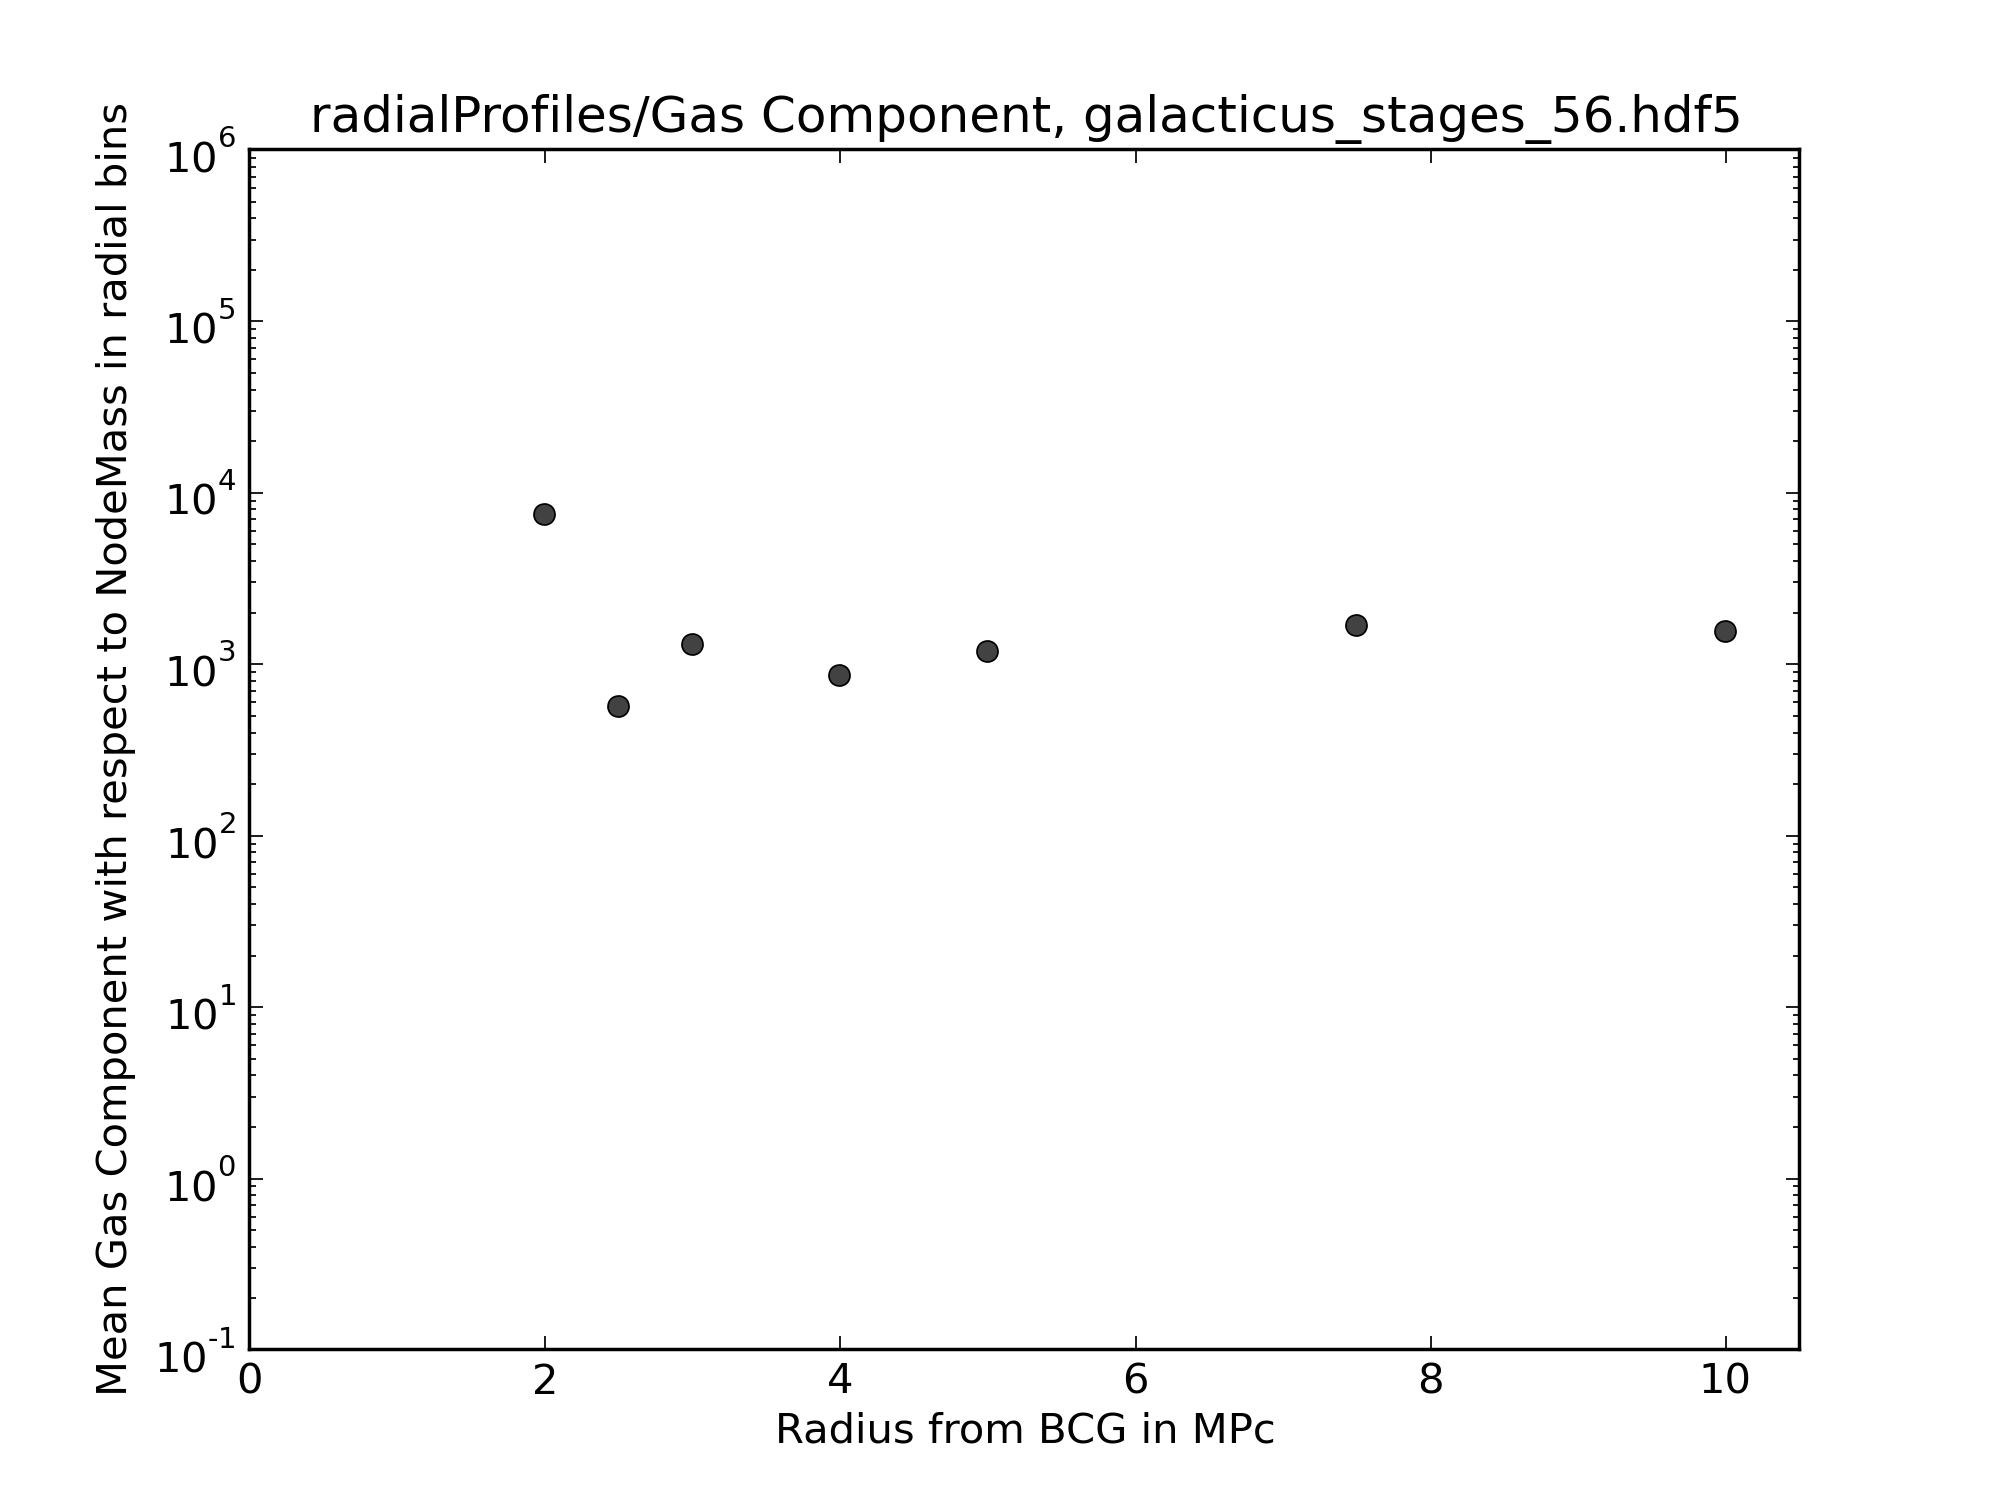 radialProfiles/Gas Component, galacticus_stages_56.hdf5
Mean Gas Component with respect to NodeMass in radial bins
10^6
10^5
10^4
10^3
10^2
10^1
10^0
10^-1
0 2 4 6 8 10
Radius from BCG in MPc